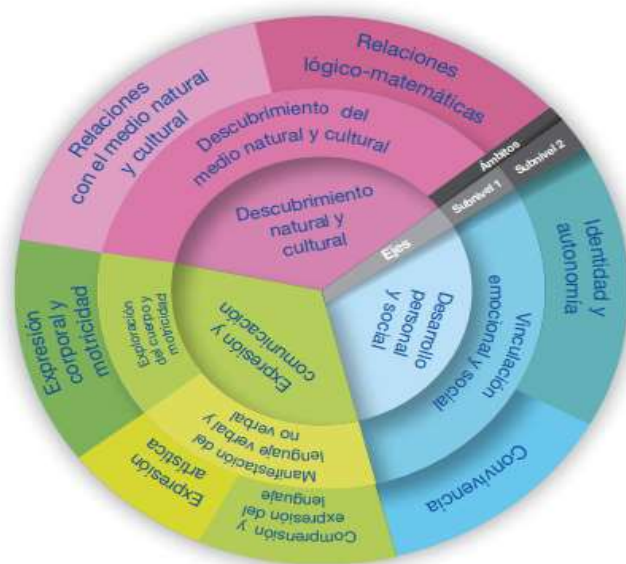 Relaciones
lógico-matemáticas
Relaciones
con el medio natural
y cultural
Descubrimiento del
medio natural y cultural
Descubrimiento
natural y
cultural
Ámbitos
Subnivel 1
Subnivel 2
Ejes
Identidad y
autonomía
Vinculación
emocional y social
Desarrollo
personal
y social
Convivencia
Expresión y
comunicación
Exploración
del cuerpo y
motricidad
Expresión
corporal y
motricidad
Manifestación del
lenguaje verbal y
no verbal
Expresión
artística
Comprensión y
expresión del
lenguaje